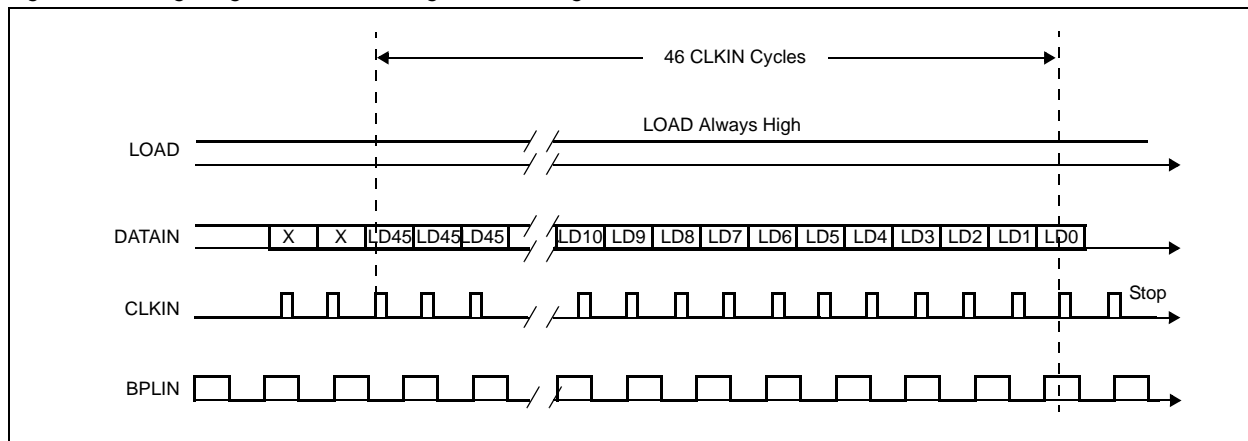 46 CLKIN Cycles
LOAD Always High
LOAD
DATAIN X X LD45 LD45 LD45 LD10 LD9 LD8 LD7 LD6 LD5 LD4 LD3 LD2 LD1 LD0
CLKIN Stop
BPLIN